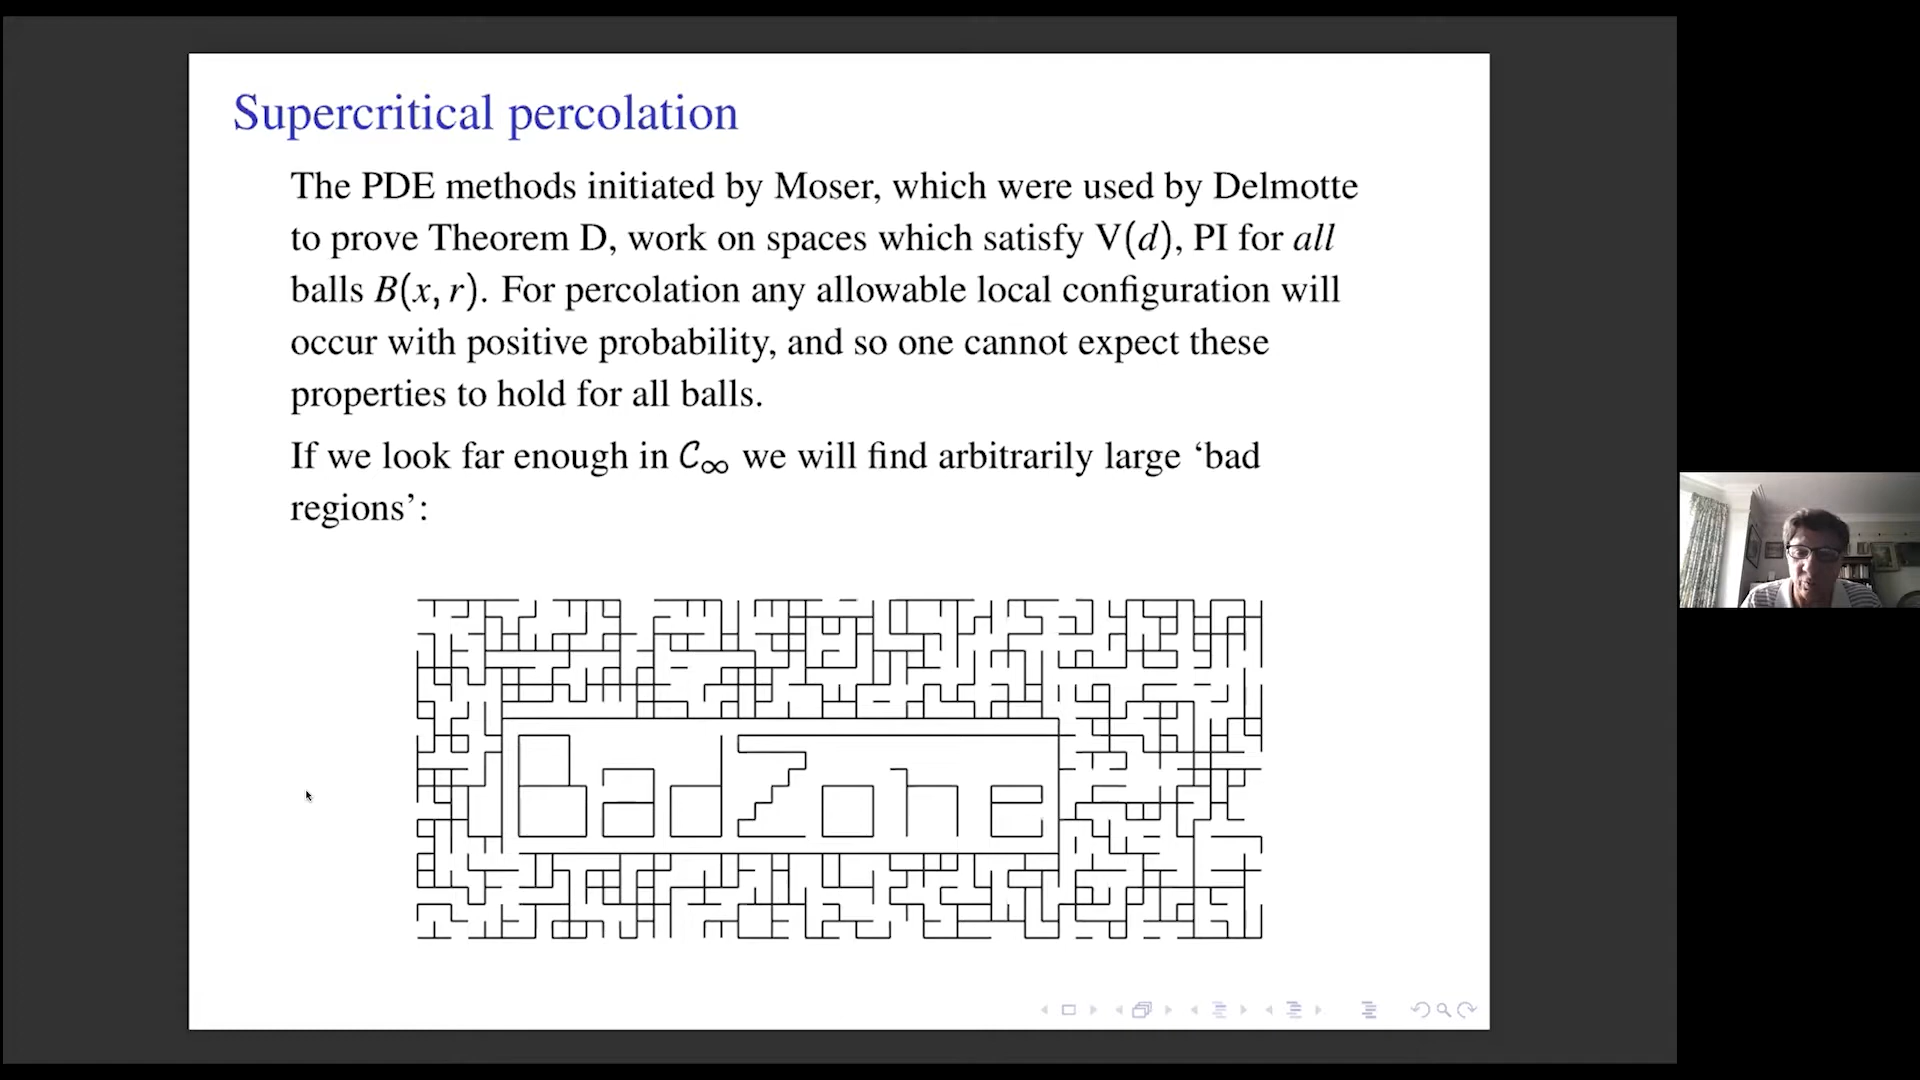 Supercritical percolation
The PDE methods initiated by Moser, which were used by Delmotte
to prove Theorem D, work on spaces which satisfy V(d), PI for all
balls B(x, r). For percolation any allowable local configuration will
occur with positive probability, and so one cannot expect these
properties to hold for all balls.
If we look far enough in 𝒞∞ we will find arbitrarily large ‘bad
regions’:
Bad Zone